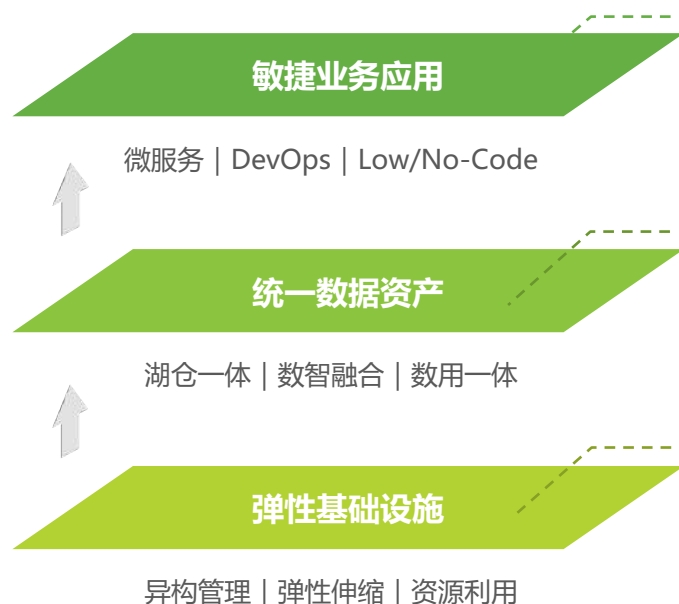 敏捷业务应用
微服务 | DevOps | Low/No-Code
统一数据资产
湖仓一体 | 数智融合 | 数用一体
弹性基础设施
异构管理 | 弹性伸缩 | 资源利用